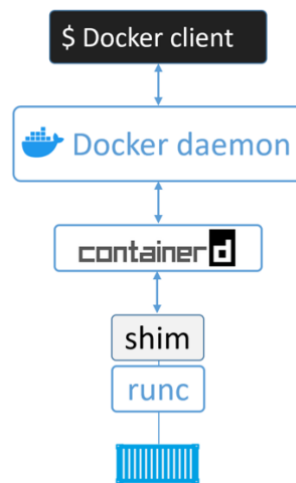 $ Docker client
Docker daemon
containerd
shim
runc